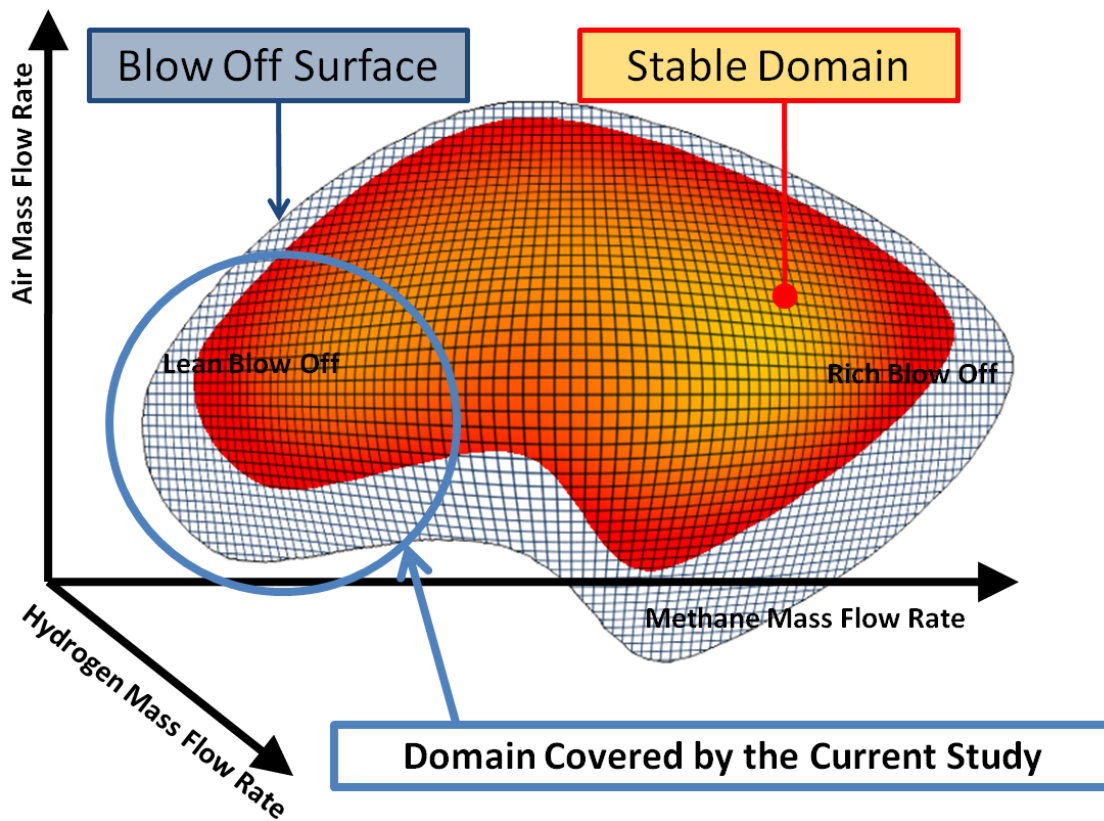 Blow Off Surface
Stable Domain
Air Mass Flow Rate
Lean Blow Off
Rich Blow Off
Methane Mass Flow Rate
Hydrogen Mass Flow Rate
Domain Covered by the Current Study